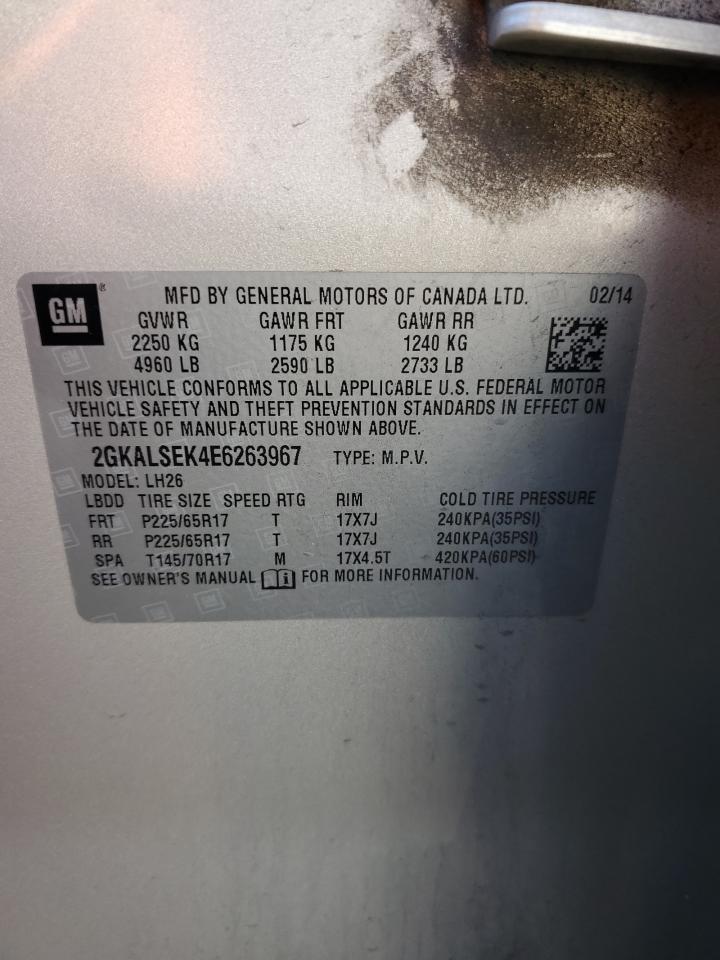 GM ® MFD BY GENERAL MOTORS OF CANADA LTD. 02/14
GVWR GAWR FRT GAWR RR
2250 KG 1175 KG 1240 KG
4960 LB 2590 LB 2733 LB
THIS VEHICLE CONFORMS TO ALL APPLICABLE U.S. FEDERAL MOTOR
VEHICLE SAFETY AND THEFT PREVENTION STANDARDS IN EFFECT ON
THE DATE OF MANUFACTURE SHOWN ABOVE.
2GKALSEK4E6263967 TYPE: M.P.V.
MODEL: LH26
LBDD TIRE SIZE SPEED RTG RIM COLD TIRE PRESSURE
FRT P225/65R17 T 17X7J 240KPA(35PSI)
RR P225/65R17 T 17X7J 240KPA(35PSI)
SPA T145/70R17 M 17X4.5T 420KPA(60PSI)
SEE OWNER'S MANUAL FOR MORE INFORMATION.